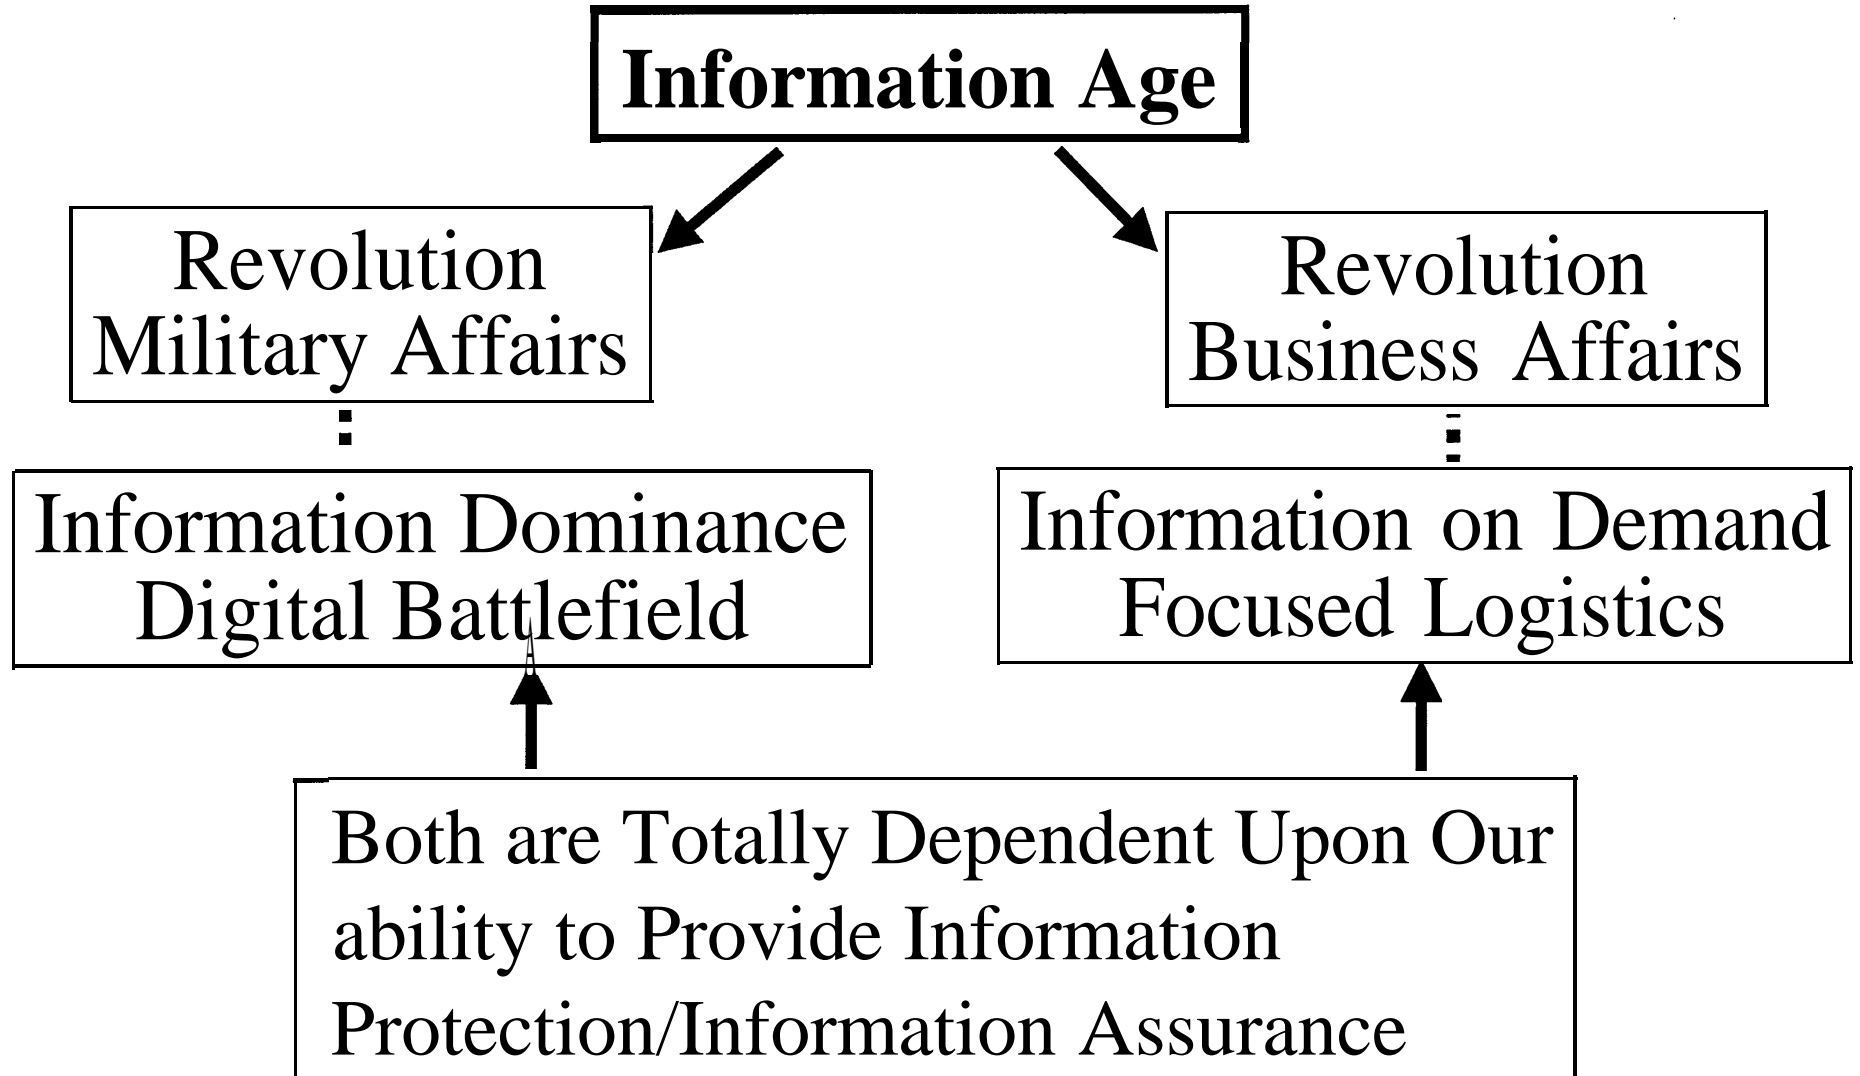 Information Age
Revolution
Military Affairs
Revolution
Business Affairs
Information Dominance
Digital Battlefield
Information on Demand
Focused Logistics
Both are Totally Dependent Upon Our
ability to Provide Information
Protection/Information Assurance